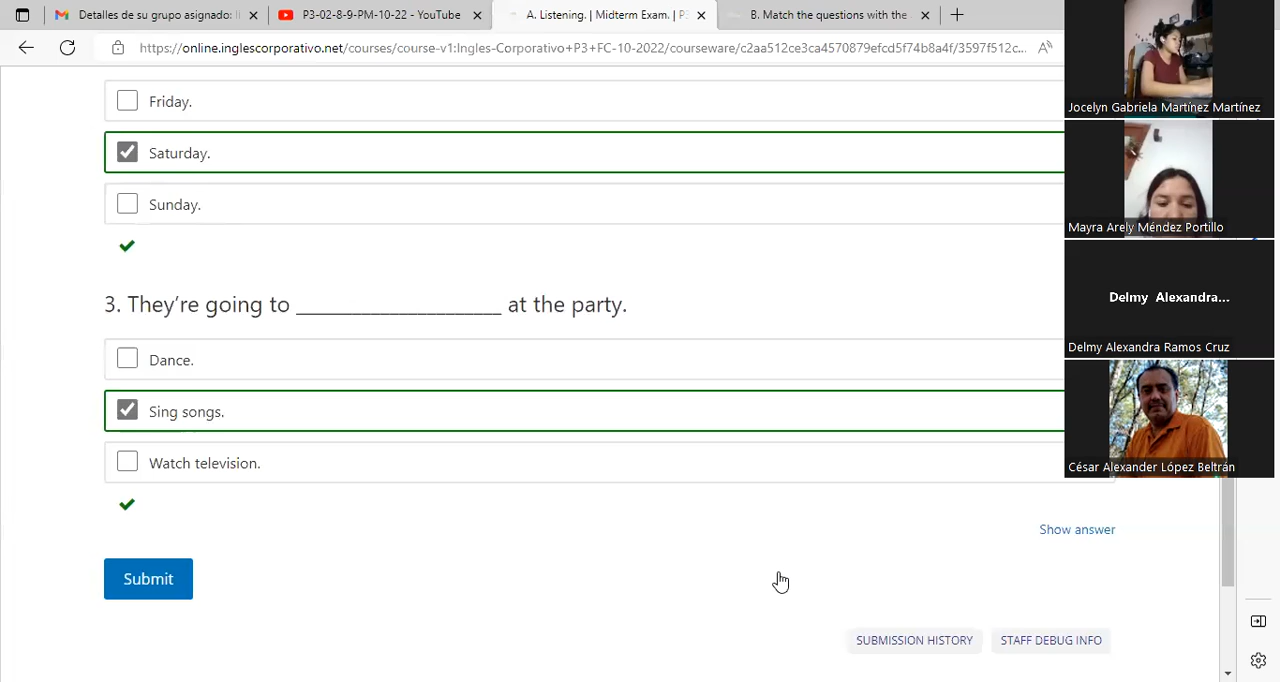 Detalles de su grupo asignado: I
P3-02-8-9-PM-10-22 - YouTube
A. Listening. | Midterm Exam. | P3
B. Match the questions with the
https://online.inglescorporativo.net/courses/course-v1:Ingles-Corporativo+P3+FC-10-2022/courseware/c2aa512ce3ca4570879efcd5f74b8a4f/3597f512c...
Friday.
Saturday.
Sunday.
3. They're going to ____________________ at the party.
Dance.
Sing songs.
Watch television.
Show answer
Submit
SUBMISSION HISTORY
STAFF DEBUG INFO
Jocelyn Gabriela Martínez Martínez
Mayra Arely Méndez Portillo
Delmy Alexandra...
Delmy Alexandra Ramos Cruz
César Alexander López Beltrán